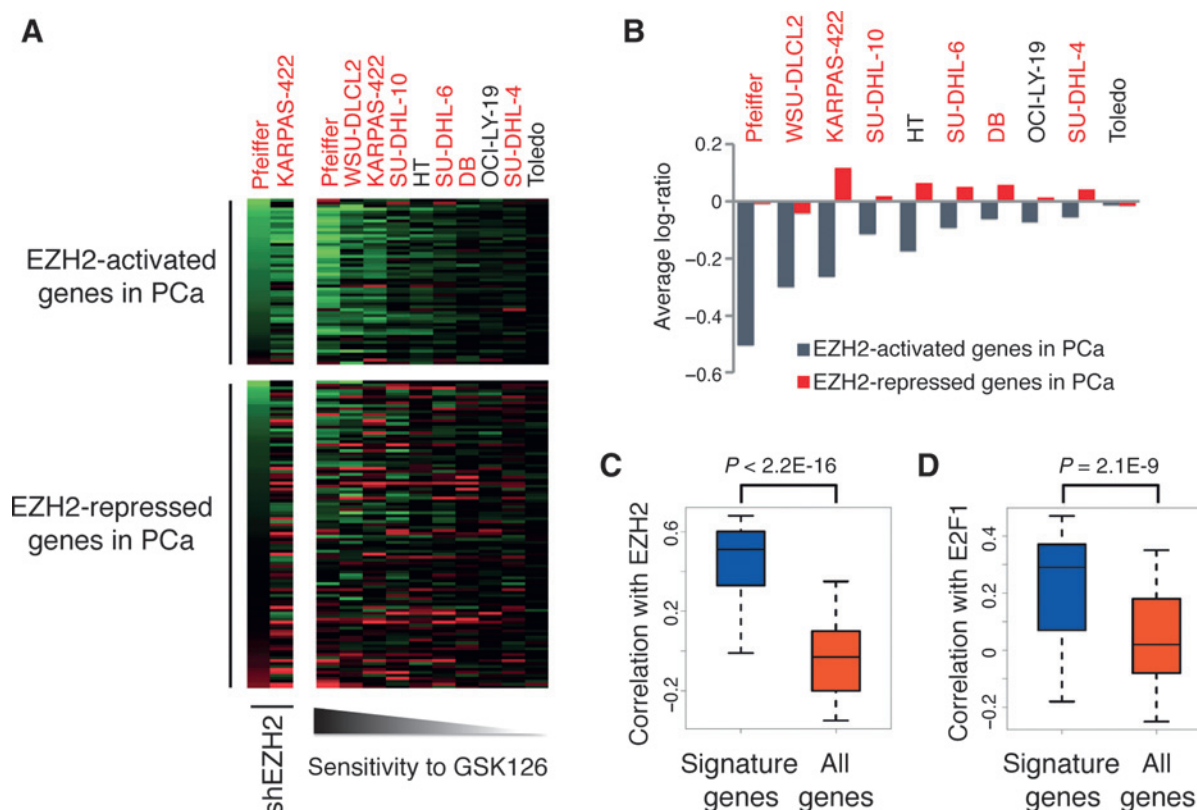 A
Pfeiffer
KARPAS-422
Pfeiffer
WSU-DLC2
KARPAS-422
SU-DHL-10
HT
SU-DHL-6
DB
OCI-LY-19
SU-DHL-4
Toledo
EZH2-activated
genes in PCa
EZH2-repressed
genes in PCa
shEZH2
Sensitivity to GSK126
B
Pfeiffer
WSU-DLCL2
KARPAS-422
SU-DHL-10
HT
SU-DHL-6
DB
OCI-LY-19
SU-DHL-4
Toledo
Average log-ratio
0.2
0
−0.2
−0.4
−0.6
EZH2-activated genes in PCa
EZH2-repressed genes in PCa
C
P < 2.2E-16
Correlation with EZH2
0.6
0.2
−0.2
Signature
genes
All
genes
D
P = 2.1E-9
Correlation with E2F1
0.4
0.2
0
−0.2
Signature
genes
All
genes